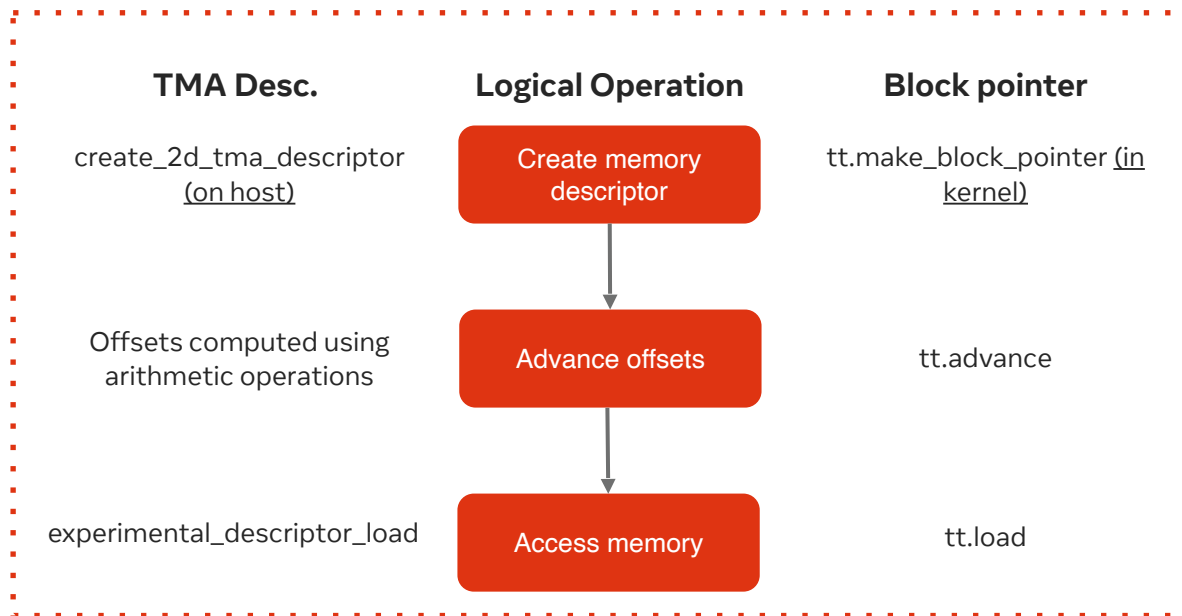 TMA Desc.
Logical Operation
Block pointer
create_2d_tma_descriptor
(on host)
Create memory
descriptor
tt.make_block_pointer (in
kernel)
Offsets computed using
arithmetic operations
Advance offsets
tt.advance
experimental_descriptor_load
Access memory
tt.load